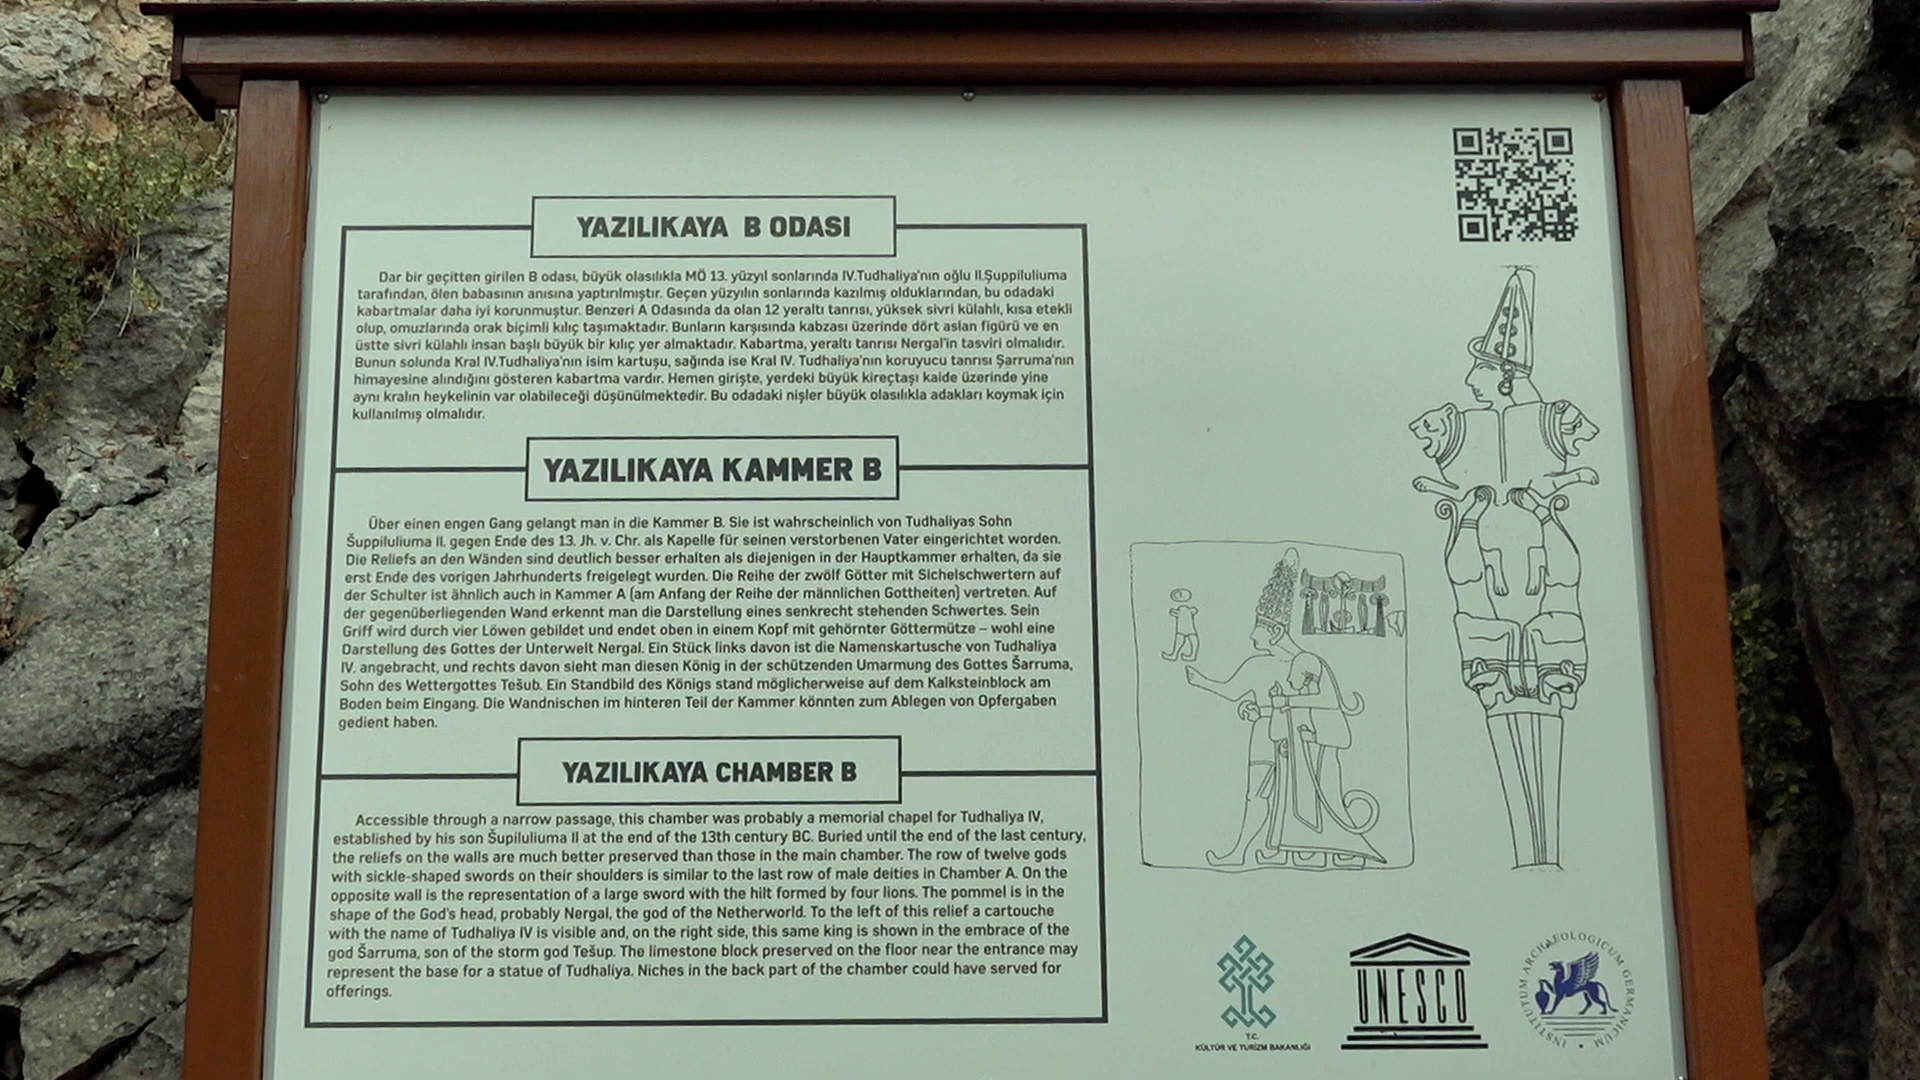 YAZILIKAYA B ODASI
Dar bir geçitten girilen B odası, büyük olasılıkla MÖ 13. yüzyıl sonlarında IV.Tudhaliya'nın oğlu II.Şuppiluliuma
tarafından, ölen babasının anısına yaptırılmıştır. Geçen yüzyılın sonlarında kazılmış olduklarından, bu odadaki
kabartmalar daha iyi korunmuştur. Benzeri A Odasında da olan 12 yeraltı tanrısı, yüksek sivri külahlı, kısa etekli
olup, omuzlarında orak biçimli kılıç taşımaktadır. Bunların karşısında kabzası üzerinde dört aslan figürü ve en
üstte sivri külahlı insan başlı büyük bir kılıç yer almaktadır. Kabartma, yeraltı tanrısı Nergal'in tasviri olmalıdır.
Bunun solunda Kral IV.Tudhaliya'nın isim kartuşu, sağında ise Kral IV. Tudhaliya'nın koruyucu tanrısı Şarruma'nın
himayesine alındığını gösteren kabartma vardır. Hemen girişte, yerdeki büyük kireçtaşı kaide üzerinde yine
aynı kralın heykelinin var olabileceği düşünülmektedir. Bu odadaki nişler büyük olasılıkla adakları koymak için
kullanılmış olmalıdır.
YAZILIKAYA KAMMER B
Über einen engen Gang gelangt man in die Kammer B. Sie ist wahrscheinlich von Tudhaliyas Sohn
Šuppiluliuma II. gegen Ende des 13. Jh. v. Chr. als Kapelle für seinen verstorbenen Vater eingerichtet worden.
Die Reliefs an den Wänden sind deutlich besser erhalten als diejenigen in der Hauptkammer erhalten, da sie
erst Ende des vorigen Jahrhunderts freigelegt wurden. Die Reihe der zwölf Götter mit Sichelschwertern auf
der Schulter ist ähnlich auch in Kammer A (am Anfang der Reihe der männlichen Gottheiten) vertreten. Auf
der gegenüberliegenden Wand erkennt man die Darstellung eines senkrecht stehenden Schwertes. Sein
Griff wird durch vier Löwen gebildet und endet oben in einem Kopf mit gehörnter Göttermütze – wohl eine
Darstellung des Gottes der Unterwelt Nergal. Ein Stück links davon ist die Namenskartusche von Tudhaliya
IV. angebracht, und rechts davon sieht man diesen König in der schützenden Umarmung des Gottes Šarruma,
Sohn des Wettergottes Tešub. Ein Standbild des Königs stand möglicherweise auf dem Kalksteinblock am
Boden beim Eingang. Die Wandnischen im hinteren Teil der Kammer könnten zum Ablegen von Opfergaben
gedient haben.
YAZILIKAYA CHAMBER B
Accessible through a narrow passage, this chamber was probably a memorial chapel for Tudhaliya IV,
established by his son Šupiluliuma II at the end of the 13th century BC. Buried until the end of the last century,
the reliefs on the walls are much better preserved than those in the main chamber. The row of twelve gods
with sickle-shaped swords on their shoulders is similar to the last row of male deities in Chamber A. On the
opposite wall is the representation of a large sword with the hilt formed by four lions. The pommel is in the
shape of the God's head, probably Nergal, the god of the Netherworld. To the left of this relief a cartouche
with the name of Tudhaliya IV is visible and, on the right side, this same king is shown in the embrace of the
god Šarruma, son of the storm god Tešup. The limestone block preserved on the floor near the entrance may
represent the base for a statue of Tudhaliya. Niches in the back part of the chamber could have served for
offerings.
T.C.
KÜLTÜR VE TURİZM BAKANLIĞI
UNESCO
INSTITUTUM ARCHAEOLOGICUM GERMANICUM